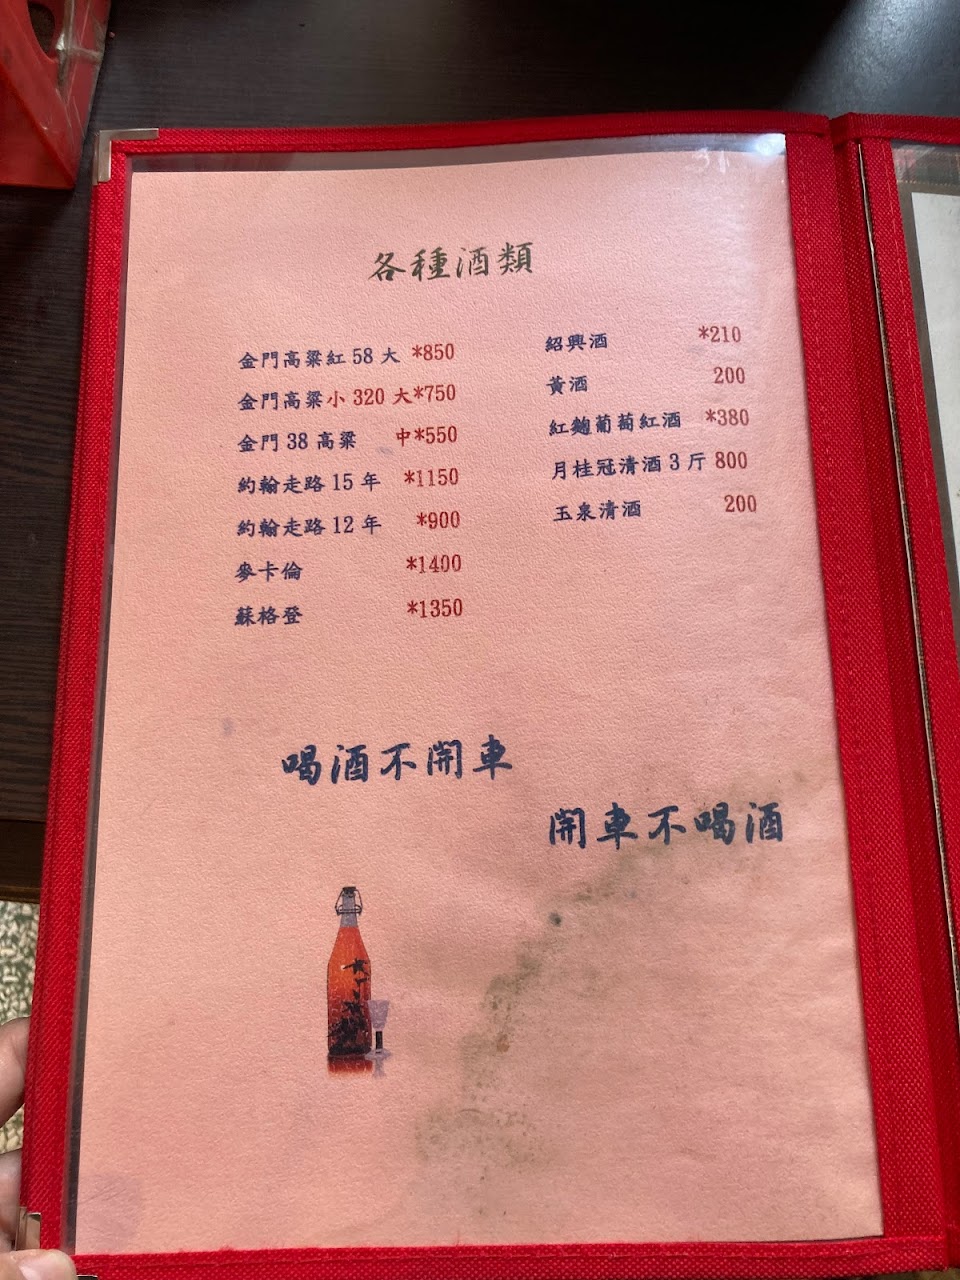 各種酒類
金門高粱紅 58 大 *850
金門高粱小 320 大*750
金門 38 高粱 中*550
約翰走路 15 年 *1150
約翰走路 12 年 *900
麥卡倫 *1400
蘇格登 *1350
紹興酒 *210
黃酒 200
紅麴葡萄紅酒 *380
月桂冠清酒 3 斤 800
玉泉清酒 200
喝酒不開車
開車不喝酒